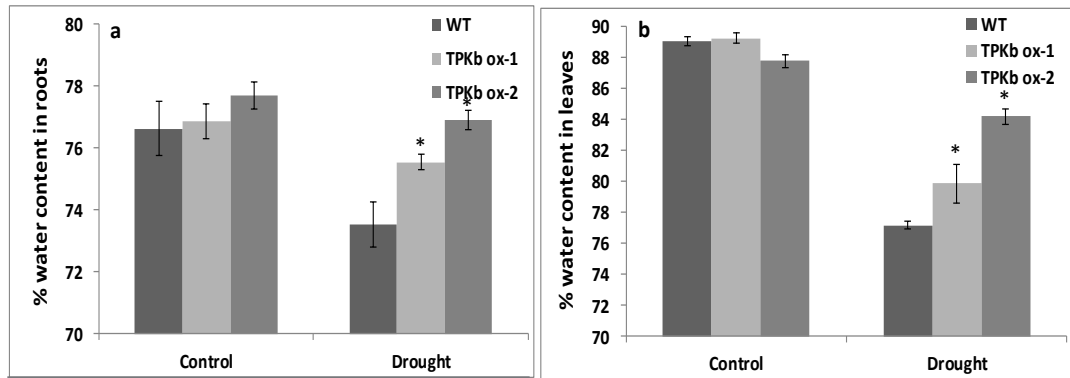 a
WT
TPKb ox-1
TPKb ox-2
% water content in roots
80
78
76
74
72
70
*
*
Control
Drought
b
WT
TPKb ox-1
TPKb ox-2
% water content in leaves
90
88
86
84
82
80
78
76
74
72
70
*
*
Control
Drought